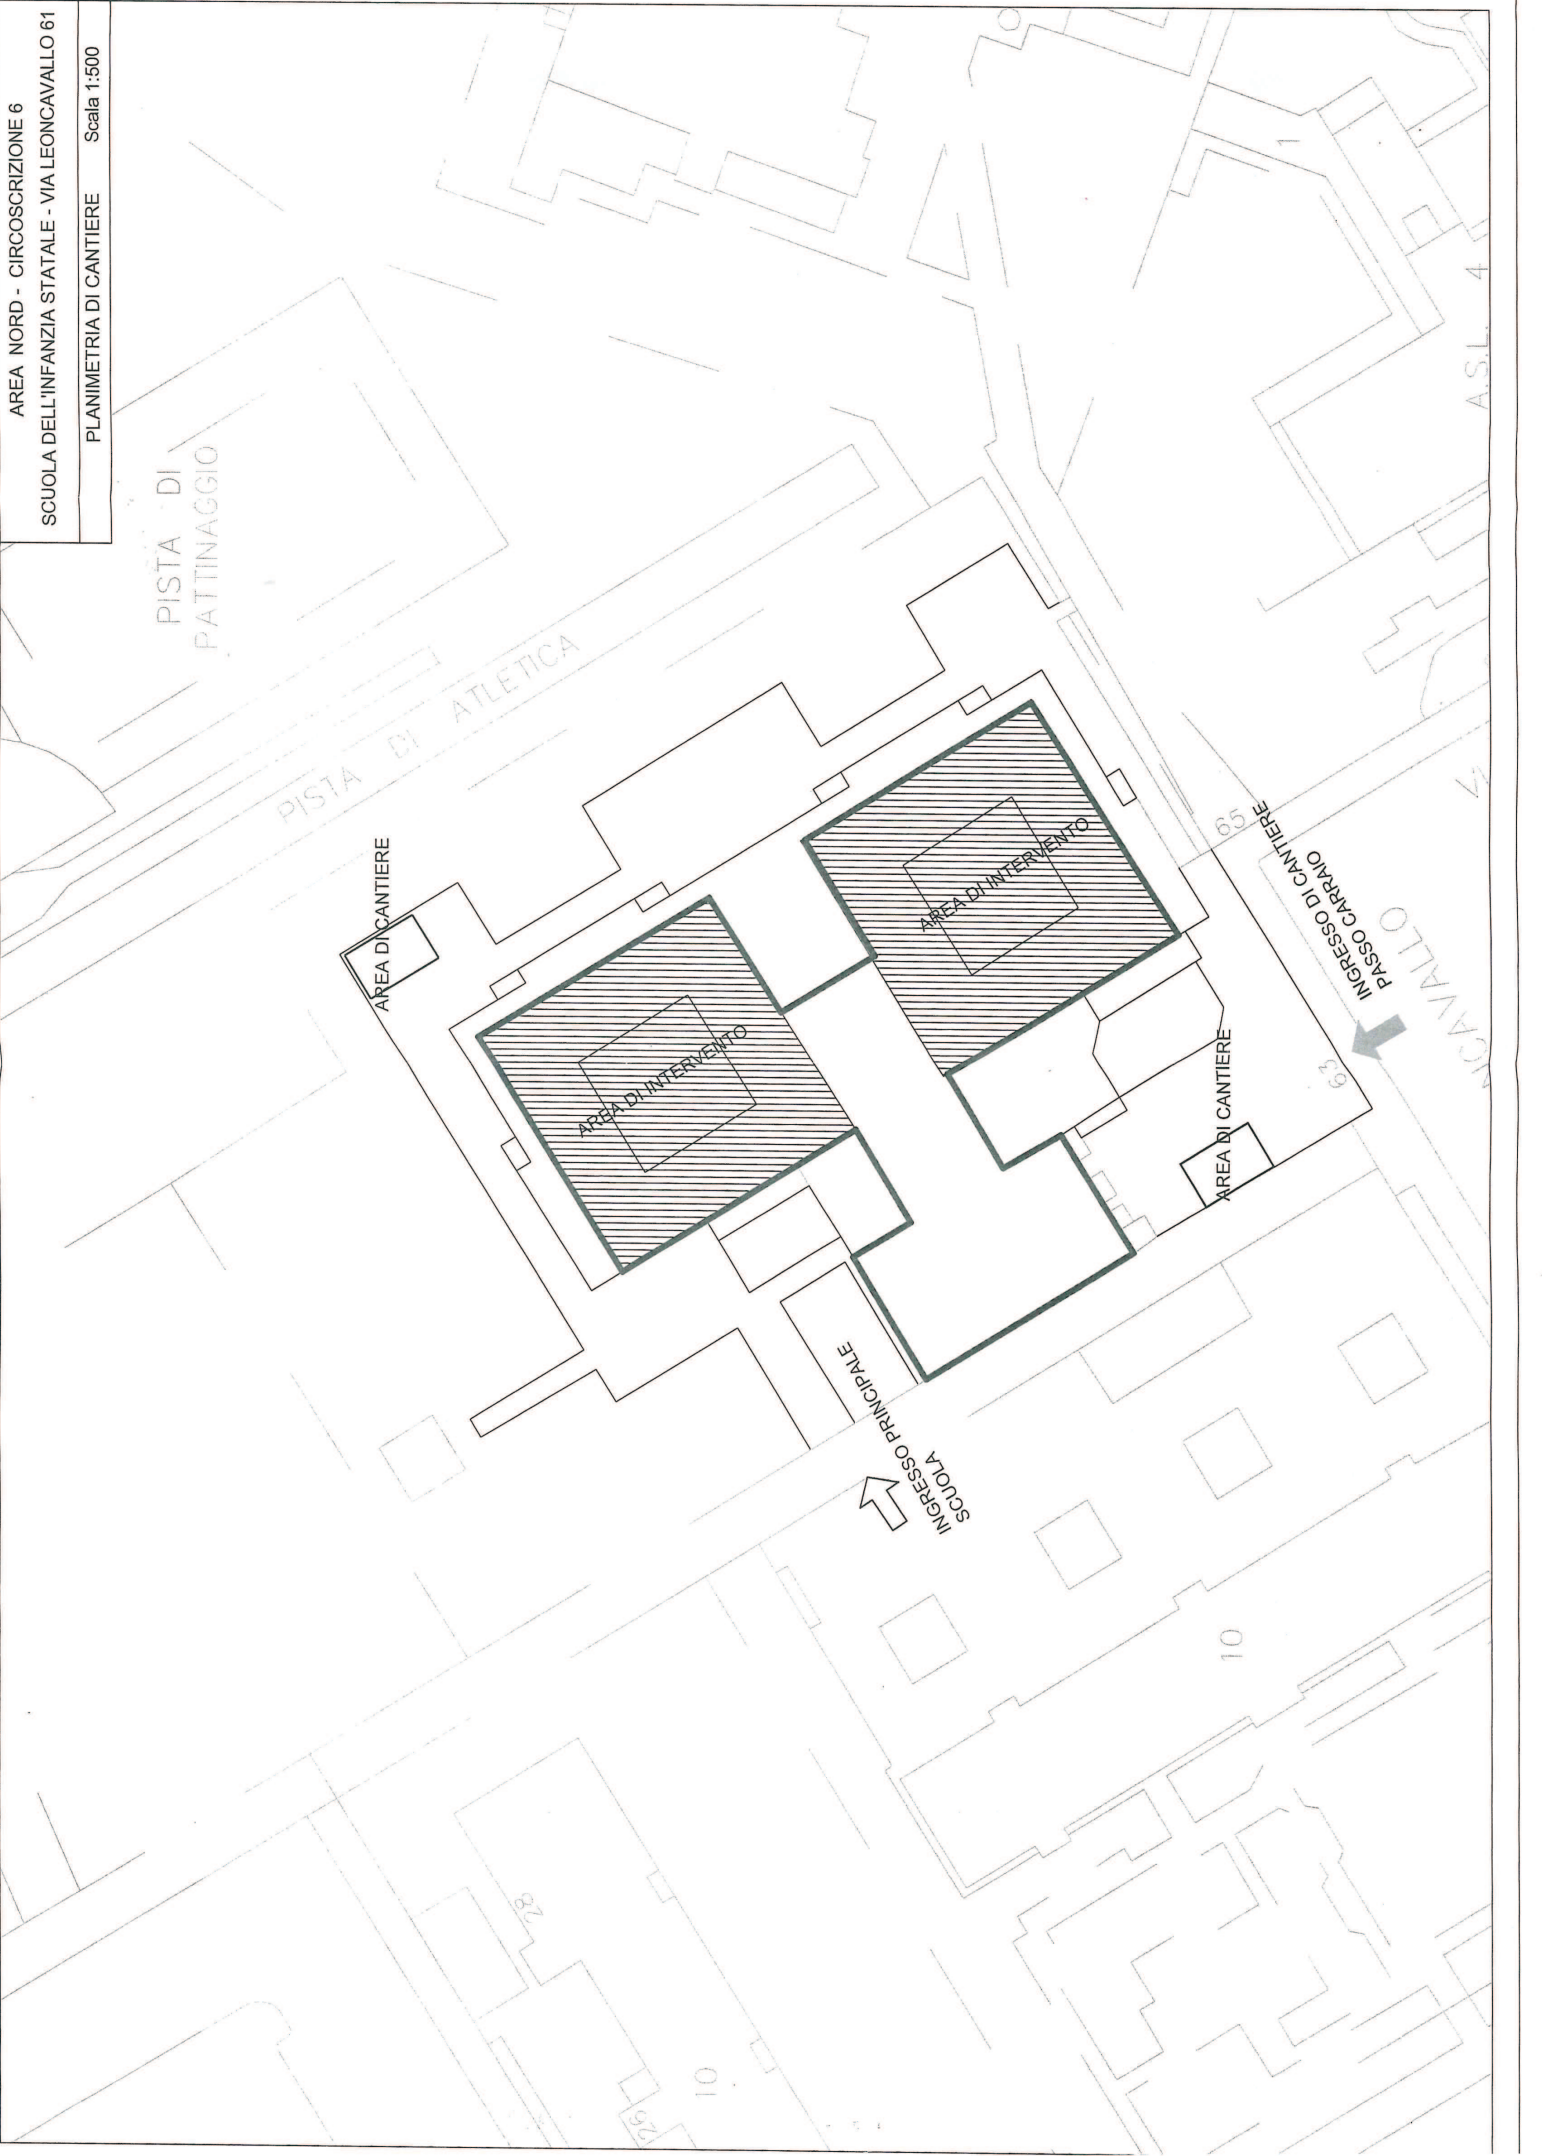 AREA NORD - CIRCOSCRIZIONE 6
SCUOLA DELL'INFANZIA STATALE - VIA LEONCAVALLO 61
PLANIMETRIA DI CANTIERE Scala 1:500
PISTA DI
PATTINAGGIO
PISTA DI ATLETICA
AREA DI CANTIERE
AREA DI INTERVENTO
AREA DI INTERVENTO
AREA DI CANTIERE
INGRESSO DI CANTIERE
PASSO CARRAIO
INGRESSO PRINCIPALE
SCUOLA
NCAVALLO
VI
65
63
1
A.S.L. 4
10
28
26
10